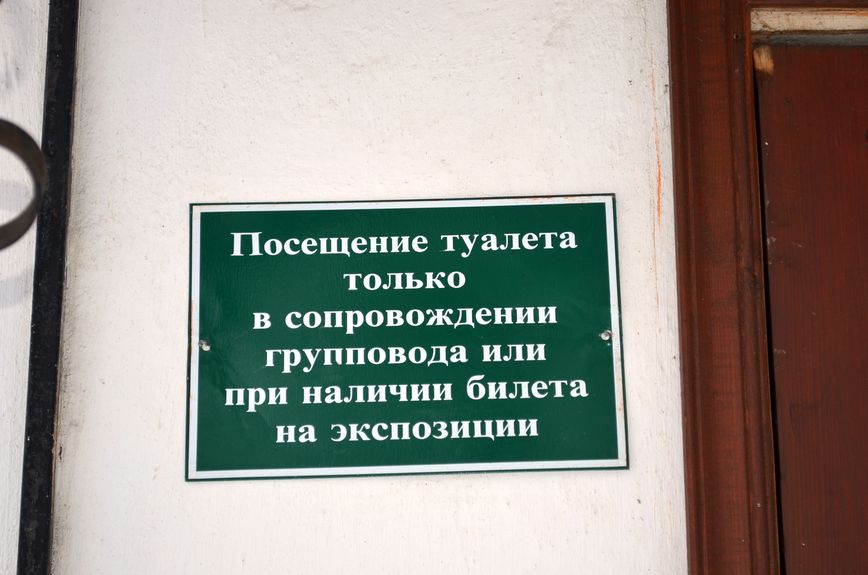 Посещение туалета
только
в сопровождении
групповода или
при наличии билета
на экспозиции